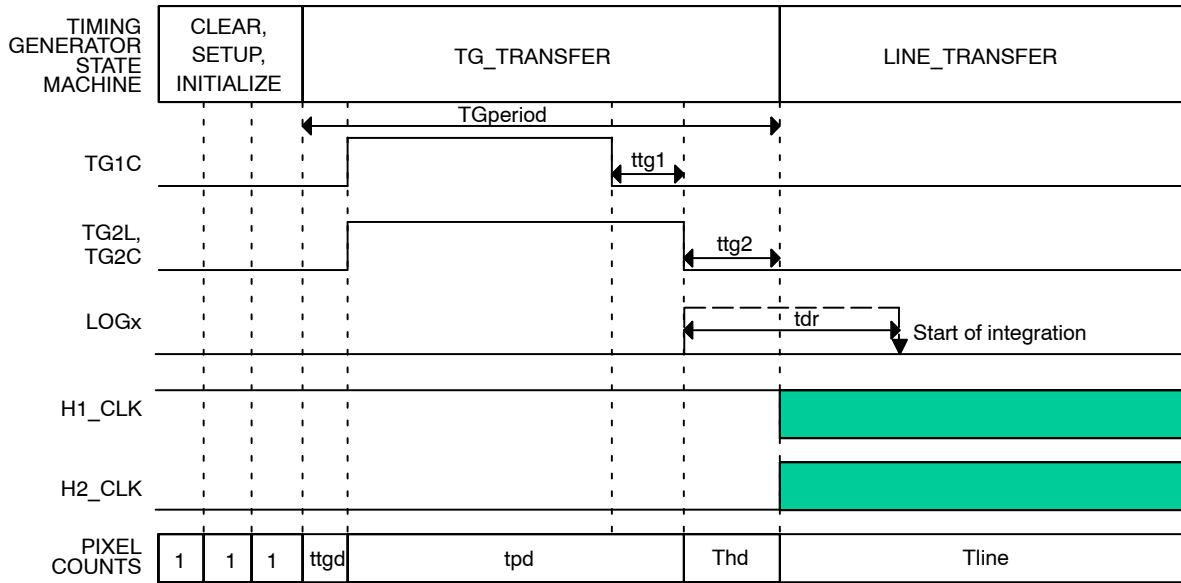 TIMING
GENERATOR
STATE
MACHINE
CLEAR,
SETUP,
INITIALIZE
TG_TRANSFER
LINE_TRANSFER
TGperiod
TG1C
ttg1
TG2L,
TG2C
ttg2
LOGx
tdr
Start of integration
H1_CLK
H2_CLK
PIXEL
COUNTS
1 1 1 ttgd tpd Thd Tline